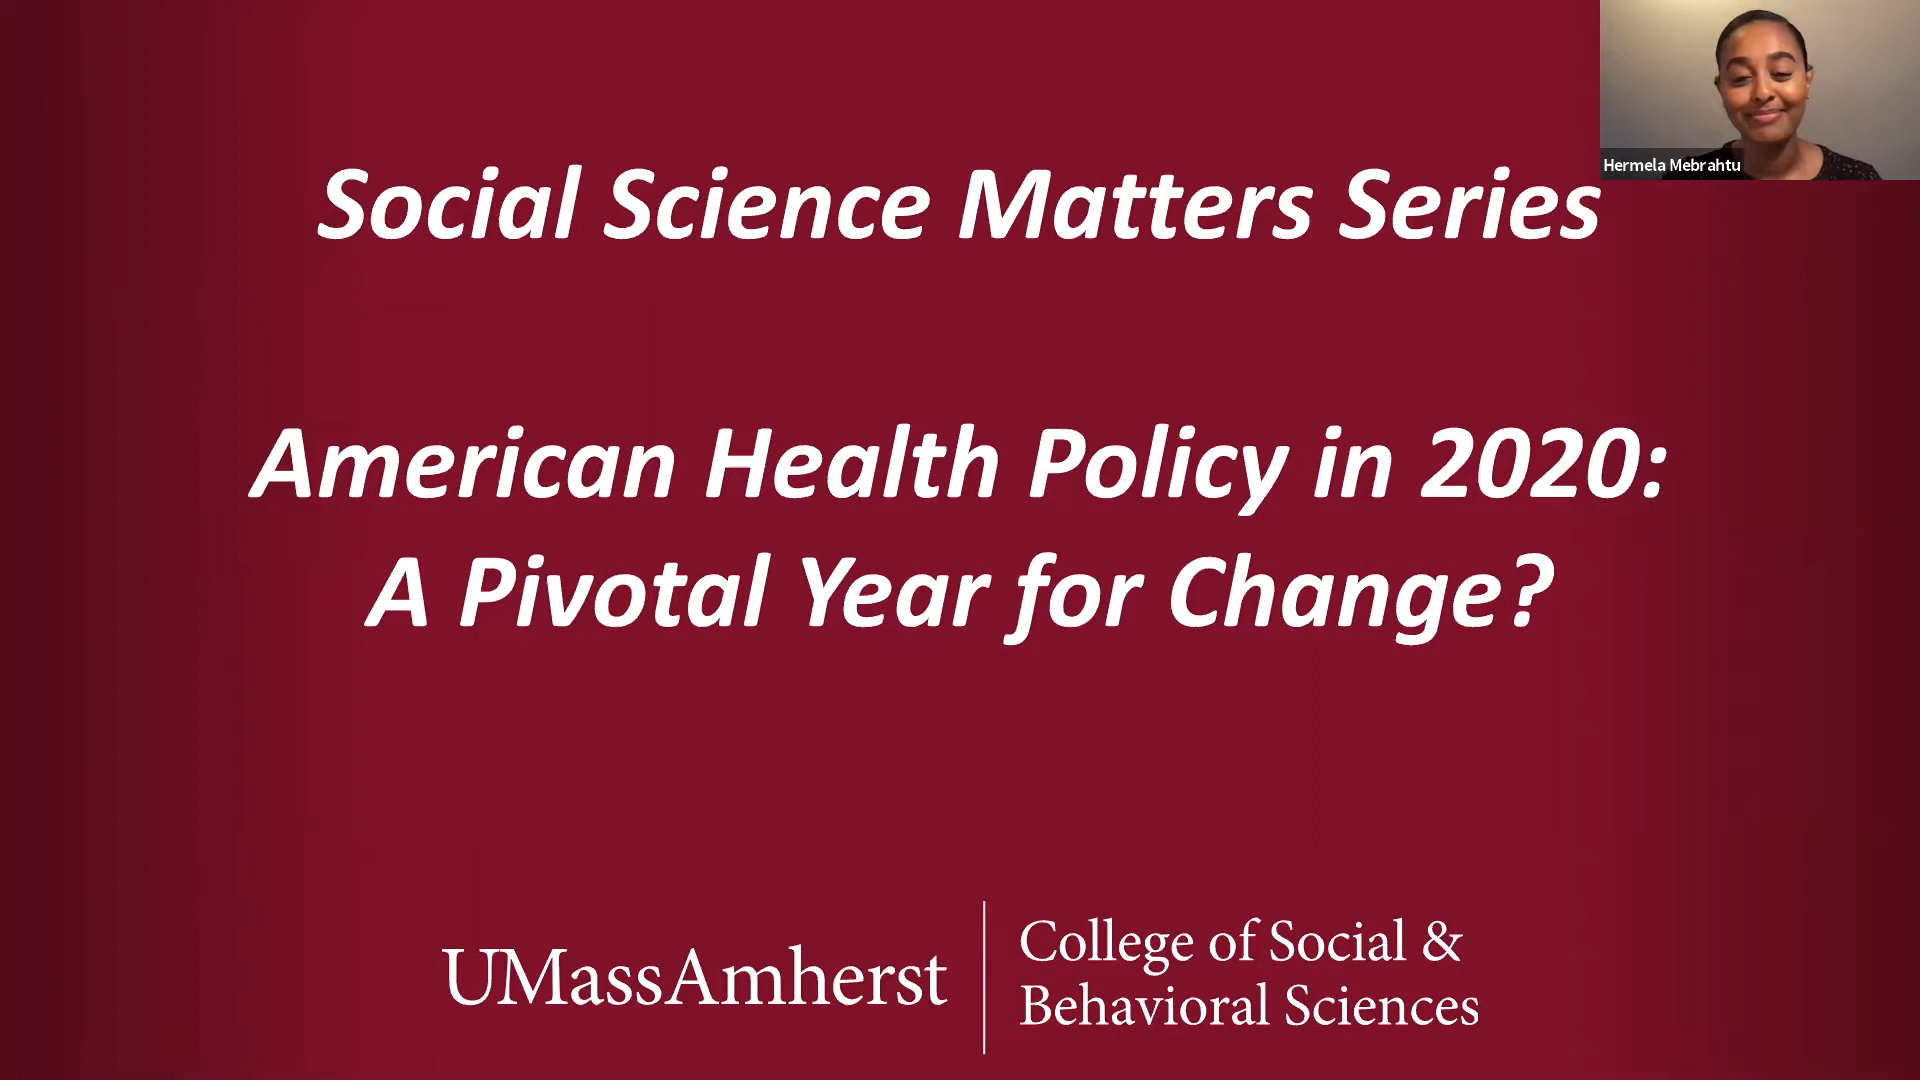 Hermela Mebrahtu
Social Science Matters Series
American Health Policy in 2020:
A Pivotal Year for Change?
UMassAmherst
College of Social &
Behavioral Sciences